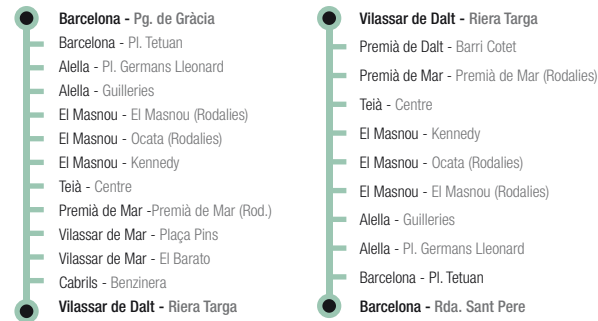 Barcelona - Pg. de Gràcia
Barcelona - Pl. Tetuan
Alella - Pl. Germans Lleonard
Alella - Guilleries
El Masnou - El Masnou (Rodalies)
El Masnou - Ocata (Rodalies)
El Masnou - Kennedy
Teià - Centre
Premià de Mar -Premià de Mar (Rod.)
Vilassar de Mar - Plaça Pins
Vilassar de Mar - El Barato
Cabrils - Benzinera
Vilassar de Dalt - Riera Targa
Vilassar de Dalt - Riera Targa
Premià de Dalt - Barri Cotet
Premià de Mar - Premià de Mar (Rodalies)
Teià - Centre
El Masnou - Kennedy
El Masnou - Ocata (Rodalies)
El Masnou - El Masnou (Rodalies)
Alella - Guilleries
Alella - Pl. Germans Lleonard
Barcelona - Pl. Tetuan
Barcelona - Rda. Sant Pere